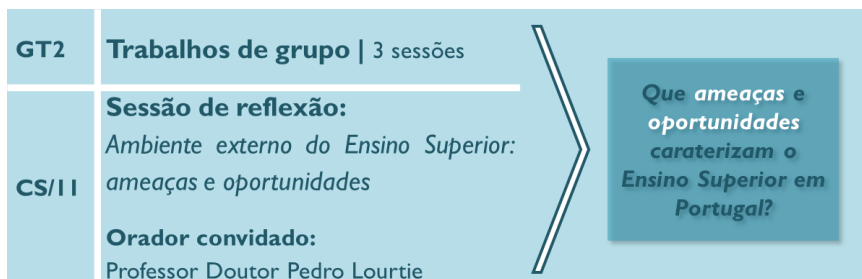 GT2
Trabalhos de grupo | 3 sessões
CS/11
Sessão de reflexão:
Ambiente externo do Ensino Superior:
ameaças e oportunidades
Orador convidado:
Professor Doutor Pedro Lourtie
Que ameaças e
oportunidades
caraterizam o
Ensino Superior em
Portugal?